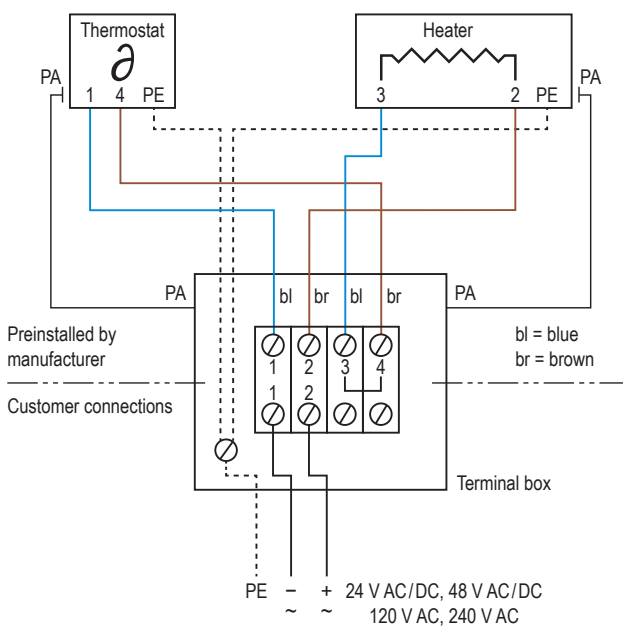 Thermostat
Heater
PA
1 4 PE
3 2 PE
PA
PA
bl br bl br
PA
Preinstalled by
manufacturer
bl = blue
br = brown
1 2 3 4
1 2
Customer connections
Terminal box
PE – + 24 V AC/DC, 48 V AC/DC
~ ~ 120 V AC, 240 V AC